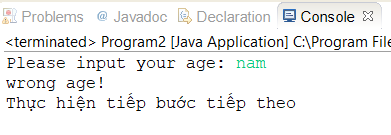 Problems @ Javadoc Declaration Console
<terminated> Program2 [Java Application] C:\Program File
Please input your age: nam
wrong age!
Thực hiện tiếp bước tiếp theo